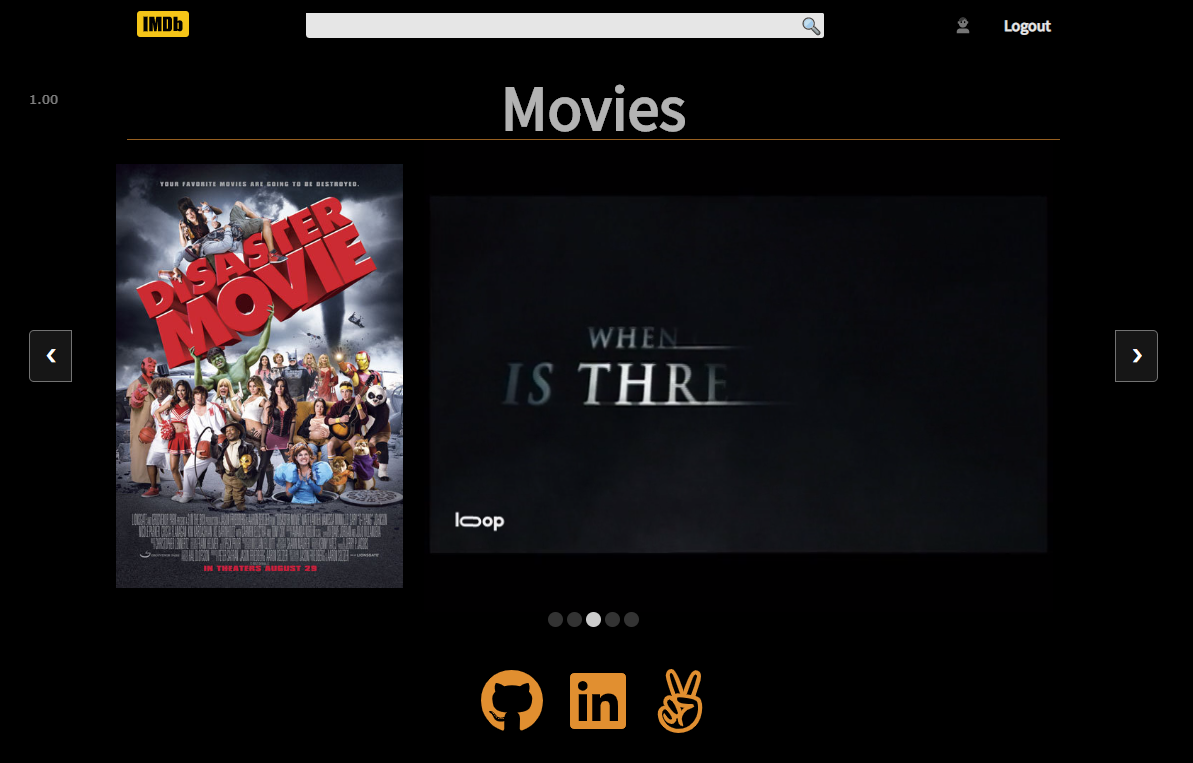 IMDb
Logout
1.00
Movies
YOUR FAVORITE MOVIES ARE GOING TO BE DESTROYED.
DISASTER
MOVIE
IN THEATERS AUGUST 29
WHEN
IS THRE
loop
in